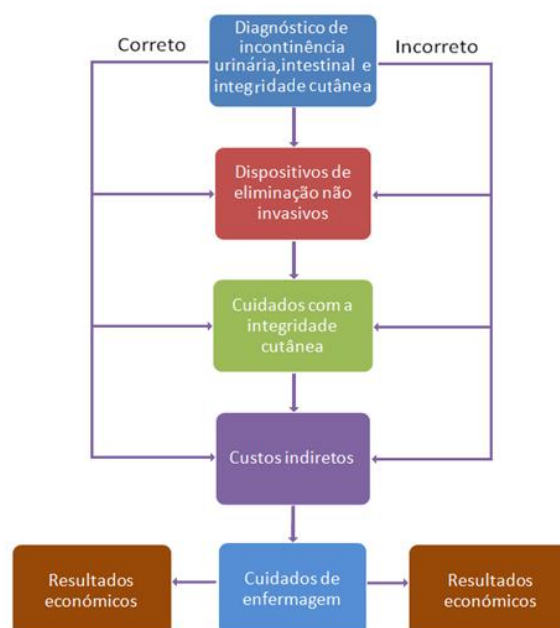 Correto
Diagnóstico de
incontinência
urinária,intestinal e
integridade cutânea
Incorreto
Dispositivos de
eliminação não
invasivos
Cuidados com a
integridade
cutânea
Custos indiretos
Resultados
económicos
Cuidados de
enfermagem
Resultados
económicos